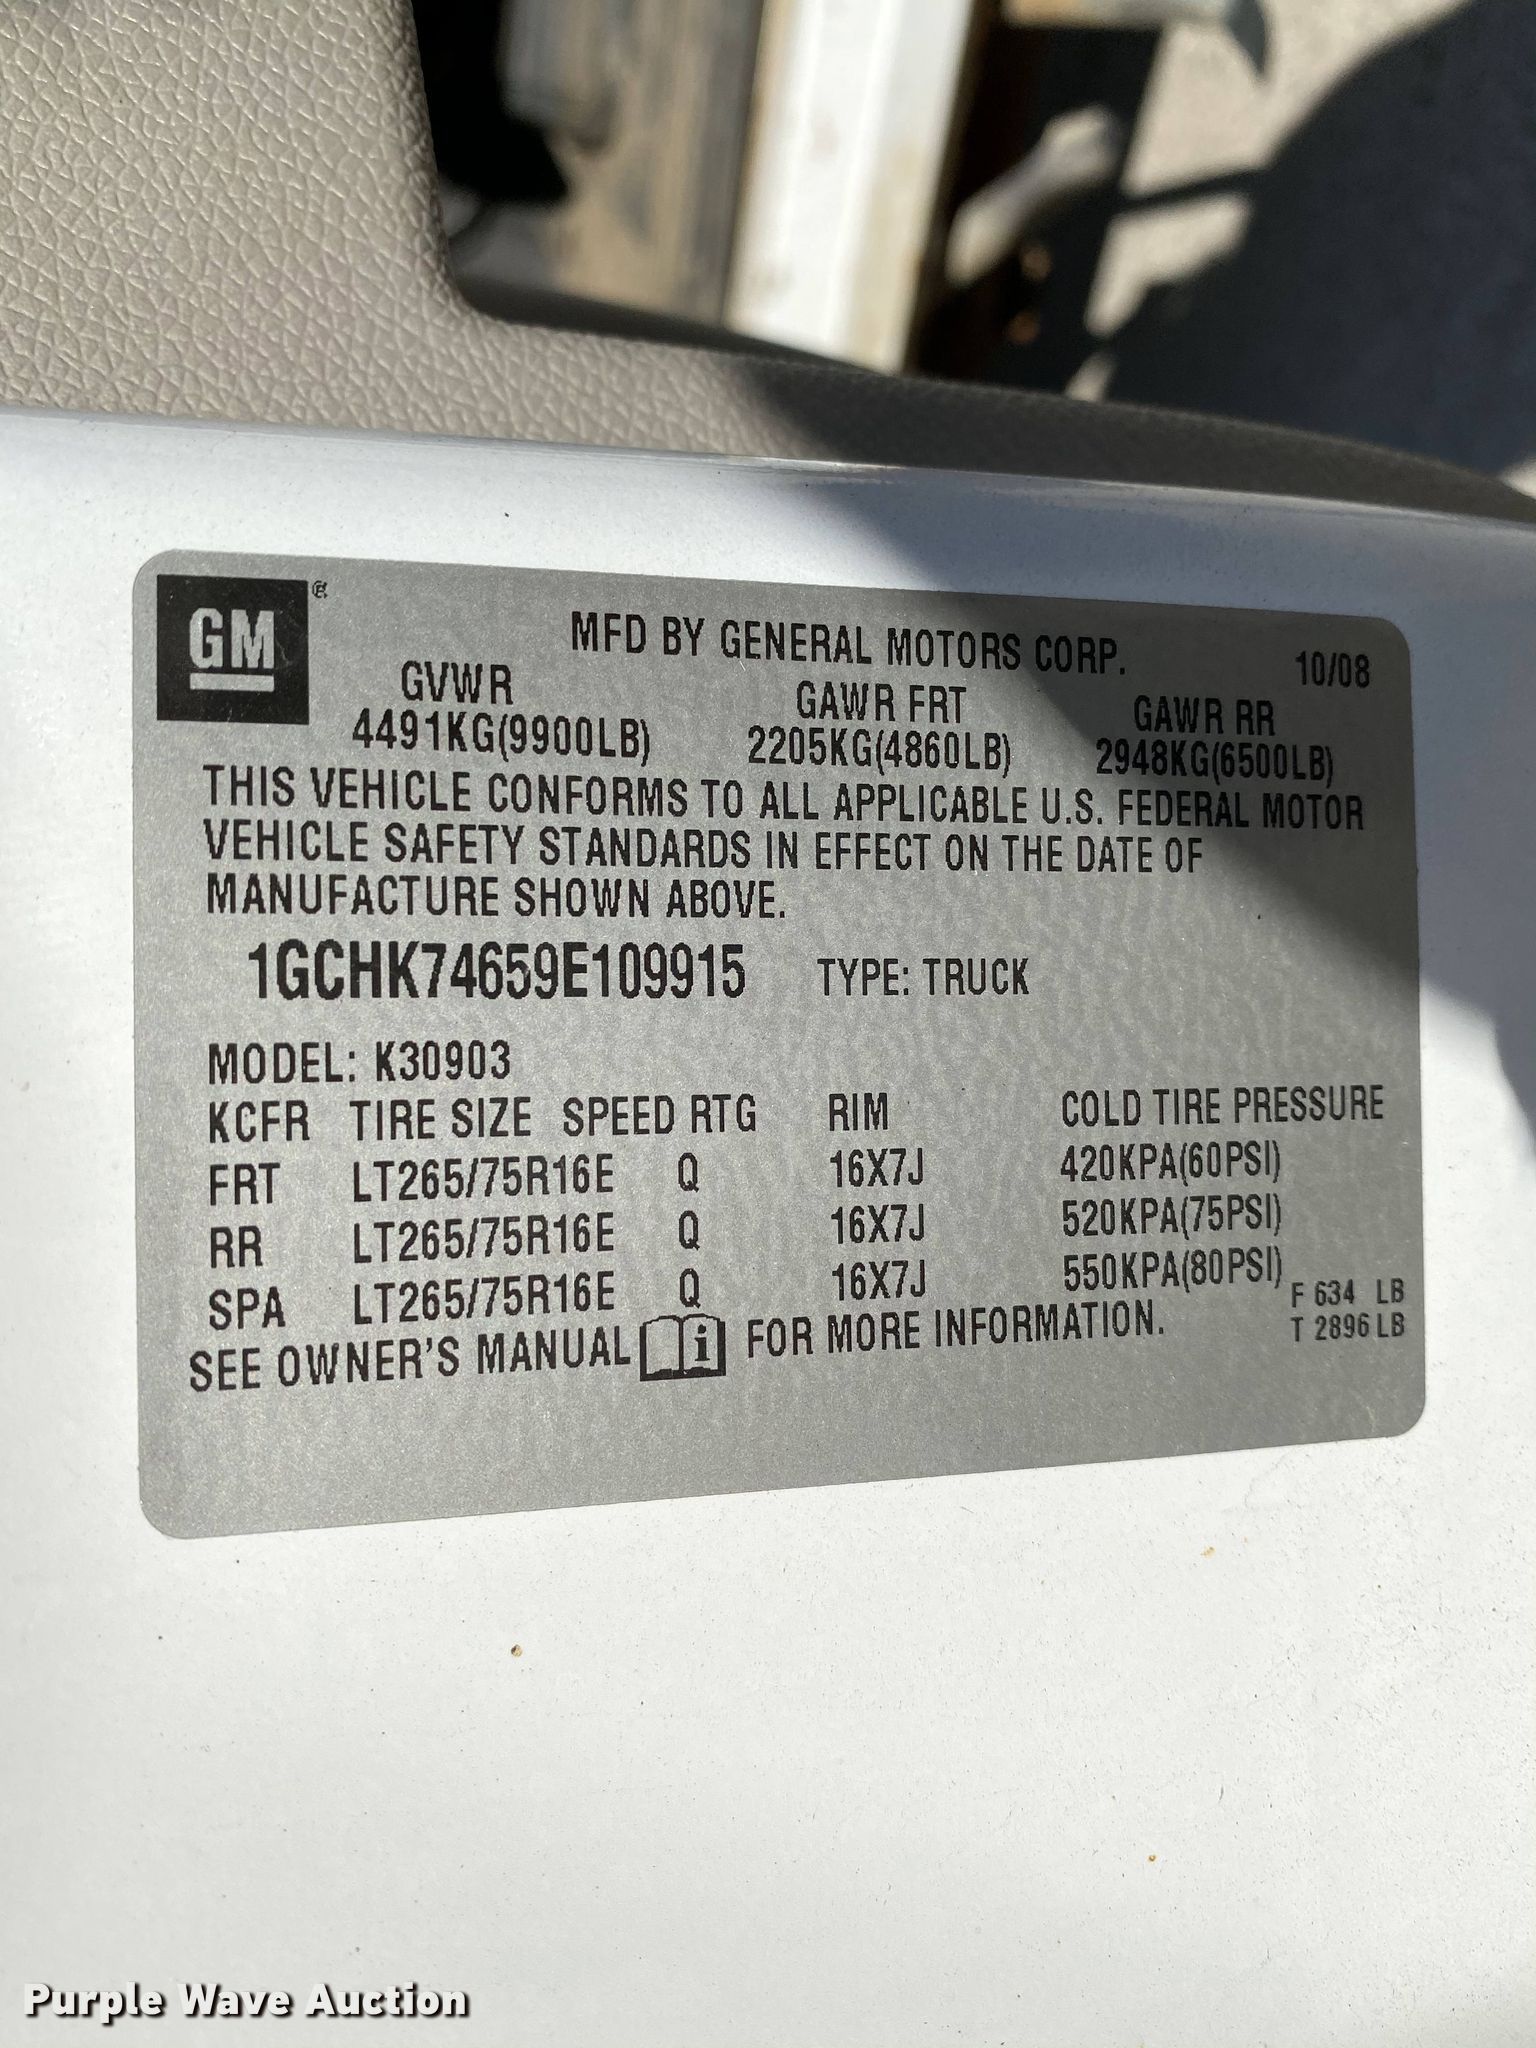 GM®
MFD BY GENERAL MOTORS CORP. 10/08
GVWR GAWR FRT GAWR RR
4491KG(9900LB) 2205KG(4860LB) 2948KG(6500LB)
THIS VEHICLE CONFORMS TO ALL APPLICABLE U.S. FEDERAL MOTOR
VEHICLE SAFETY STANDARDS IN EFFECT ON THE DATE OF
MANUFACTURE SHOWN ABOVE.
1GCHK74659E109915 TYPE: TRUCK
MODEL: K30903
KCFR TIRE SIZE SPEED RTG RIM COLD TIRE PRESSURE
FRT LT265/75R16E Q 16X7J 420KPA(60PSI)
RR LT265/75R16E Q 16X7J 520KPA(75PSI)
SPA LT265/75R16E Q 16X7J 550KPA(80PSI)
F 634 LB
T 2896 LB
SEE OWNER'S MANUAL i FOR MORE INFORMATION.
Purple Wave Auction